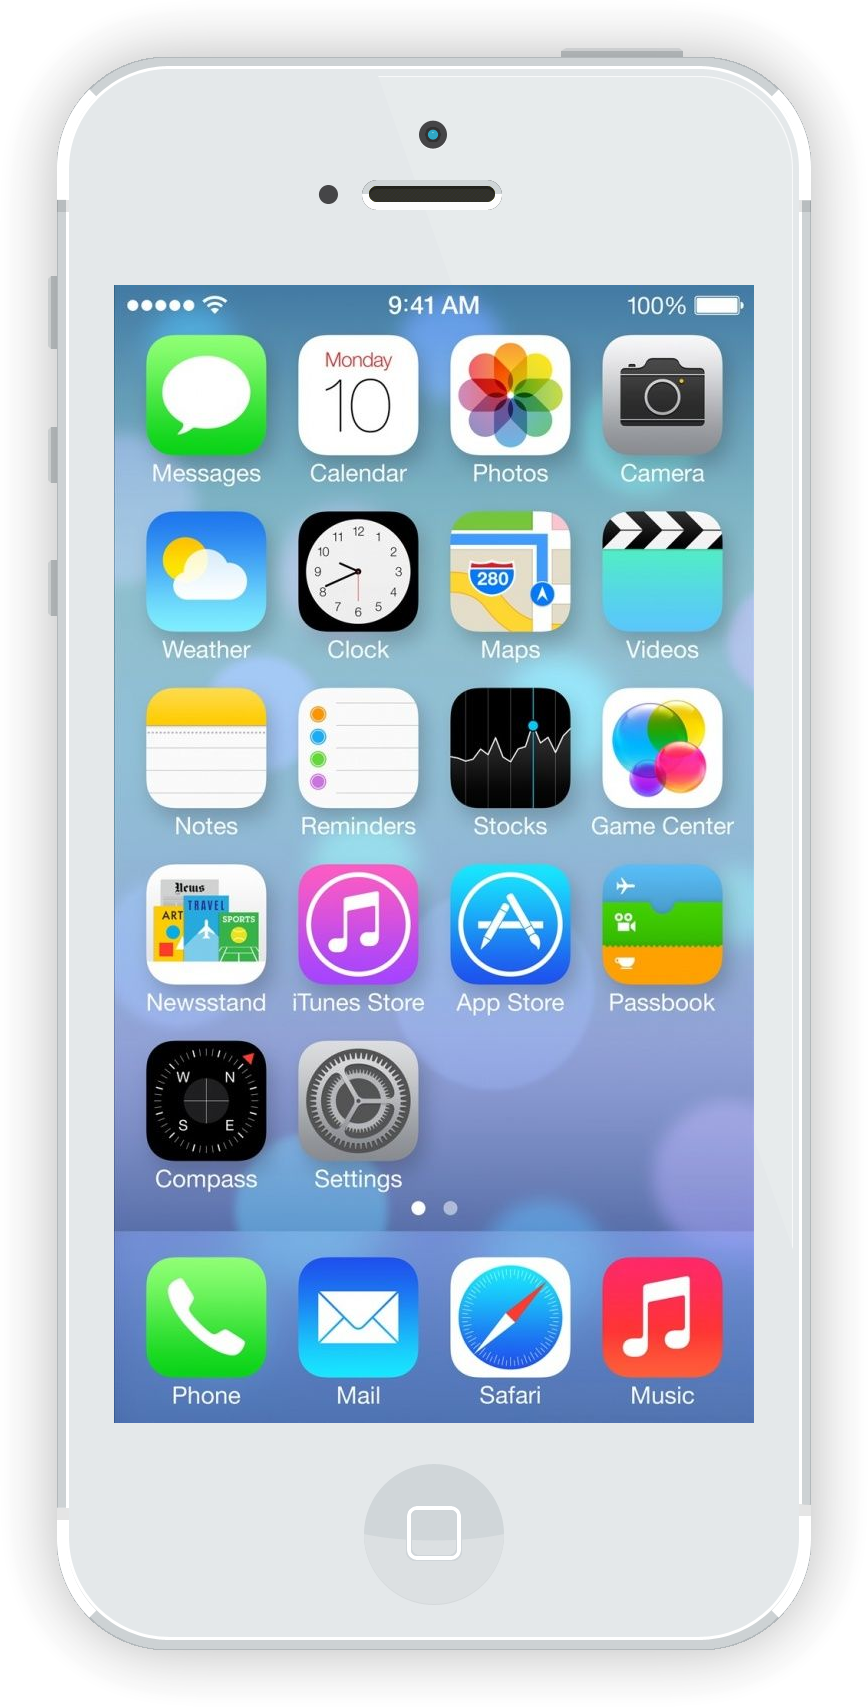 9:41 AM 100%
Monday
10
Messages Calendar Photos Camera
12
11 1
10 2
9 3
8 4
7 5
6
280
Weather Clock Maps Videos
Notes Reminders Stocks Game Center
News
TRAVEL
ART
SPORTS
Newsstand iTunes Store App Store Passbook
W N
S E
Compass Settings
Phone Mail Safari Music